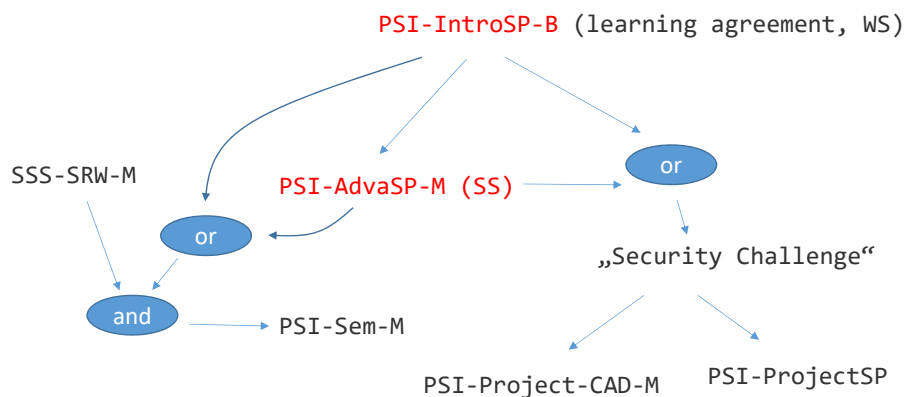 PSI-IntroSP-B (learning agreement, WS)
SSS-SRW-M
or
PSI-AdvaSP-M (SS)
or
„Security Challenge“
and
PSI-Sem-M
PSI-Project-CAD-M
PSI-ProjectSP